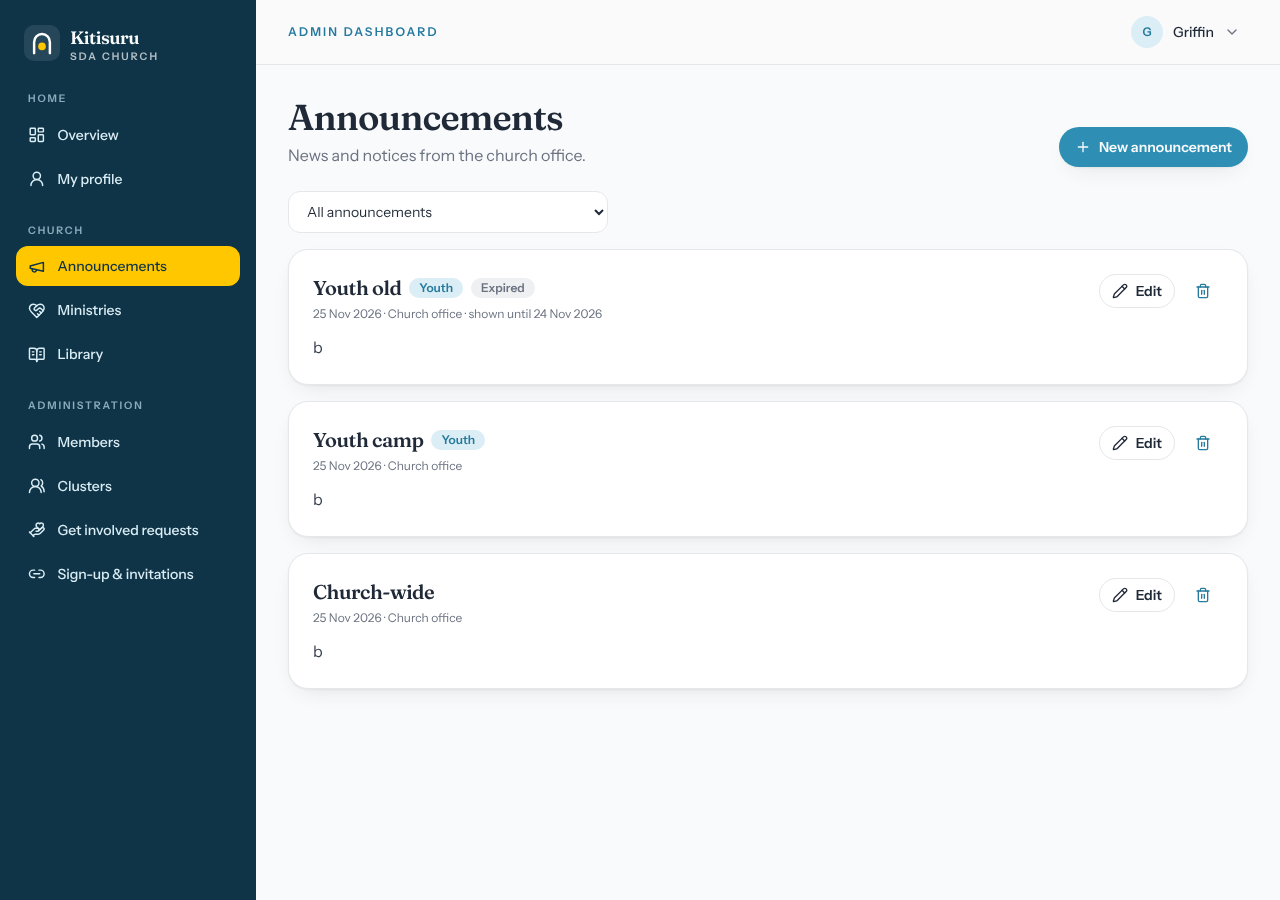 Kitisuru
SDA CHURCH
HOME
Overview
My profile
CHURCH
Announcements
Ministries
Library
ADMINISTRATION
Members
Clusters
Get involved requests
Sign-up & invitations
ADMIN DASHBOARD
G Griffin
Announcements
News and notices from the church office.
+ New announcement
All announcements
Youth old Youth Expired
25 Nov 2026 · Church office · shown until 24 Nov 2026
b
Edit
Youth camp Youth
25 Nov 2026 · Church office
b
Edit
Church-wide
25 Nov 2026 · Church office
b
Edit